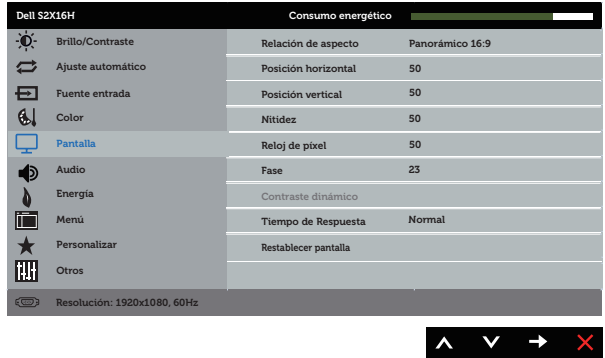 Dell S2X16H Consumo energético
Brillo/Contraste Relación de aspecto Panorámico 16:9
Ajuste automático Posición horizontal 50
Fuente entrada Posición vertical 50
Color Nitidez 50
Pantalla Reloj de píxel 50
Audio Fase 23
Energía Contraste dinámico
Menú Tiempo de Respuesta Normal
Personalizar Restablecer pantalla
Otros
Resolución: 1920x1080, 60Hz